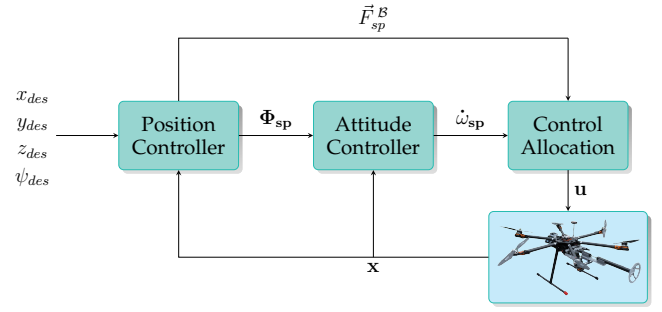 F⃗_sp^ℬ
x_des
y_des
z_des
ψ_des
Position
Controller
Φ_sp
Attitude
Controller
ω̇_sp
Control
Allocation
u
x